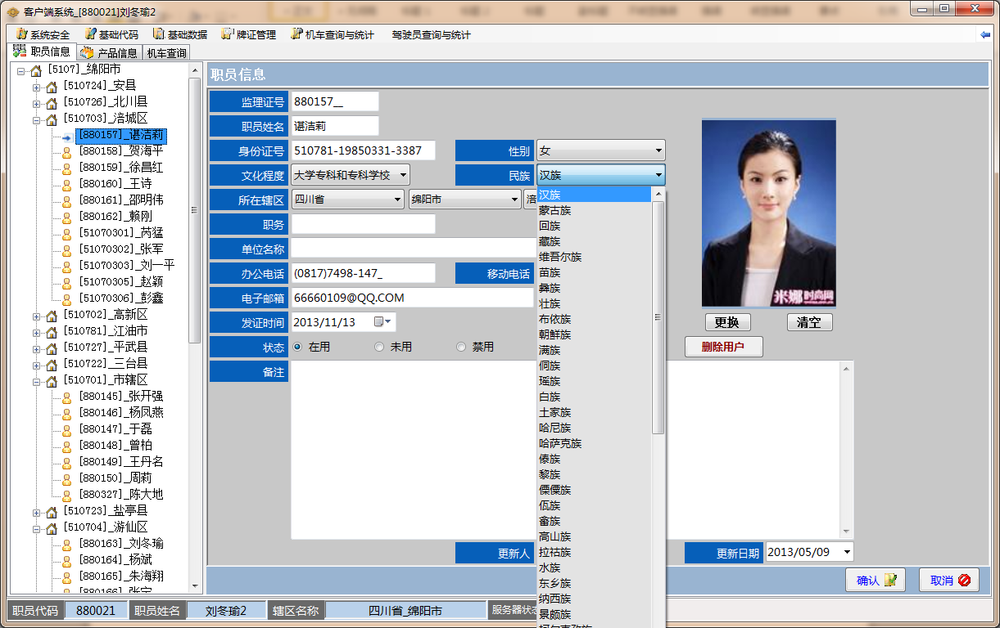 客户端系统_[880021]刘冬瑜2
系统安全 基础代码 基础数据 牌证管理 机车查询与统计 驾驶员查询与统计
职员信息 产品信息 机车查询
[5107]_绵阳市
[510724]_安县
[510726]_北川县
[510703]_涪城区
[880157]_谌洁莉
[880158]_贺海平
[880159]_徐昌红
[880160]_王诗
[880161]_邵明伟
[880162]_赖刚
[51070301]_芮猛
[51070302]_张军
[51070303]_刘一平
[51070305]_赵颖
[51070306]_彭鑫
[510702]_高新区
[510781]_江油市
[510727]_平武县
[510722]_三台县
[510701]_市辖区
[880145]_张开强
[880146]_杨凤燕
[880147]_于磊
[880148]_曾柏
[880149]_王丹名
[880150]_周莉
[880327]_陈大地
[510723]_盐亭县
[510704]_游仙区
[880163]_刘冬瑜
[880164]_杨斌
[880165]_朱海翔
[880166]_张宁
职员信息
监理证号 880157__
职员姓名 谌洁莉
身份证号 510781-19850331-3387 性别 女
文化程度 大学专科和专科学校 民族 汉族
所在辖区 四川省 绵阳市 涪
职务
单位名称
办公电话 (0817)7498-147_ 移动电话
电子邮箱 66660109@QQ.COM
发证时间 2013/11/13
状态 在用 未用 禁用
备注
汉族
蒙古族
回族
藏族
维吾尔族
苗族
彝族
壮族
布依族
朝鲜族
满族
侗族
瑶族
白族
土家族
哈尼族
哈萨克族
傣族
黎族
傈僳族
佤族
畲族
高山族
拉祜族
水族
东乡族
纳西族
景颇族
柯尔克孜族
米娜时尚网
更换 清空
删除用户
更新人 更新日期 2013/05/09
确认 取消
职员代码 880021 职员姓名 刘冬瑜2 辖区名称 四川省_绵阳市 服务器状态